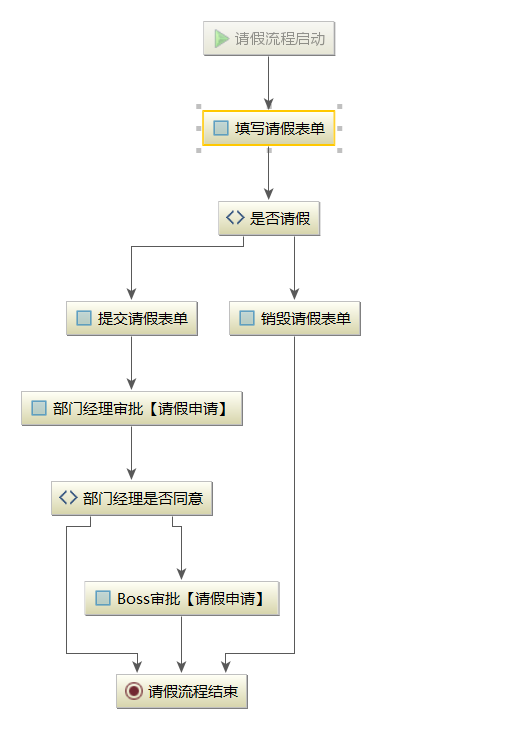 请假流程启动
填写请假表单
是否请假
提交请假表单
销毁请假表单
部门经理审批【请假申请】
部门经理是否同意
Boss审批【请假申请】
请假流程结束